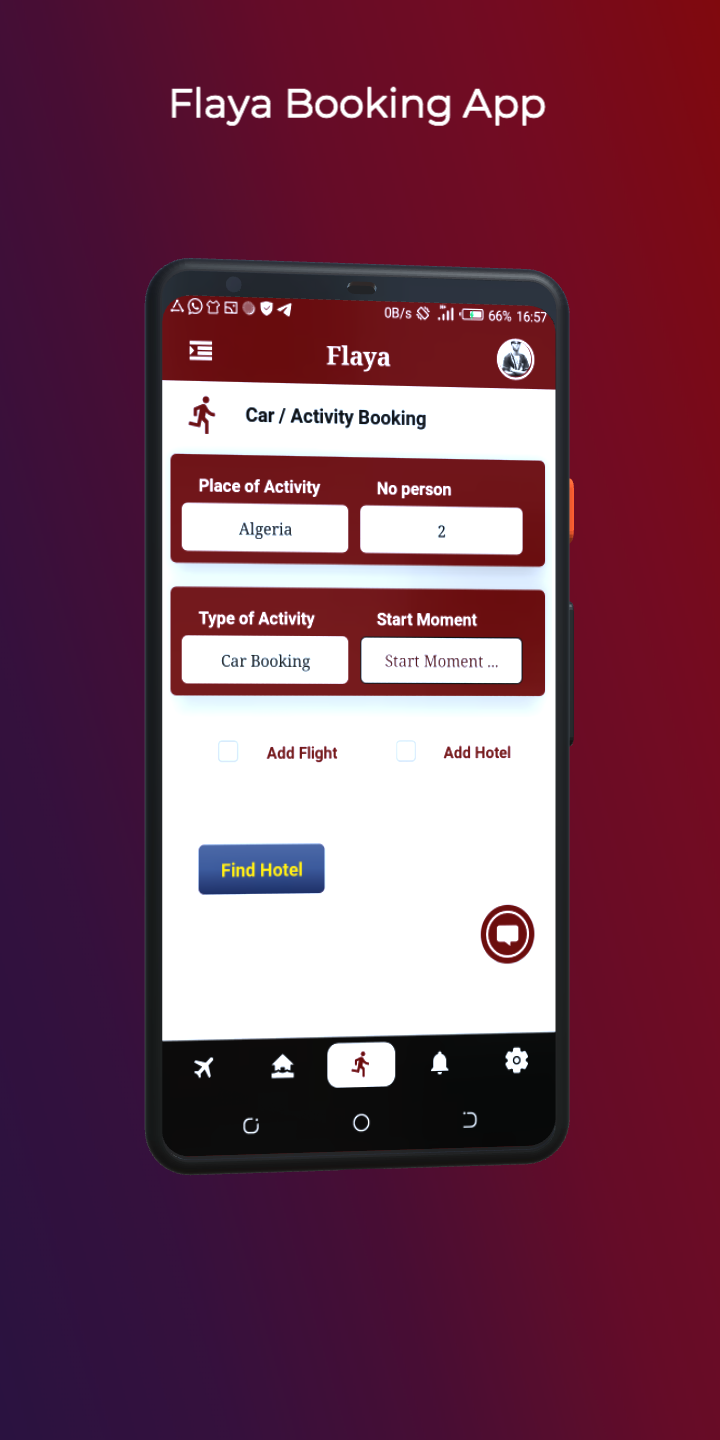 Flaya Booking App
0B/s 66% 16:57
Flaya
Car / Activity Booking
Place of Activity No person
Algeria 2
Type of Activity Start Moment
Car Booking Start Moment ...
Add Flight Add Hotel
Find Hotel